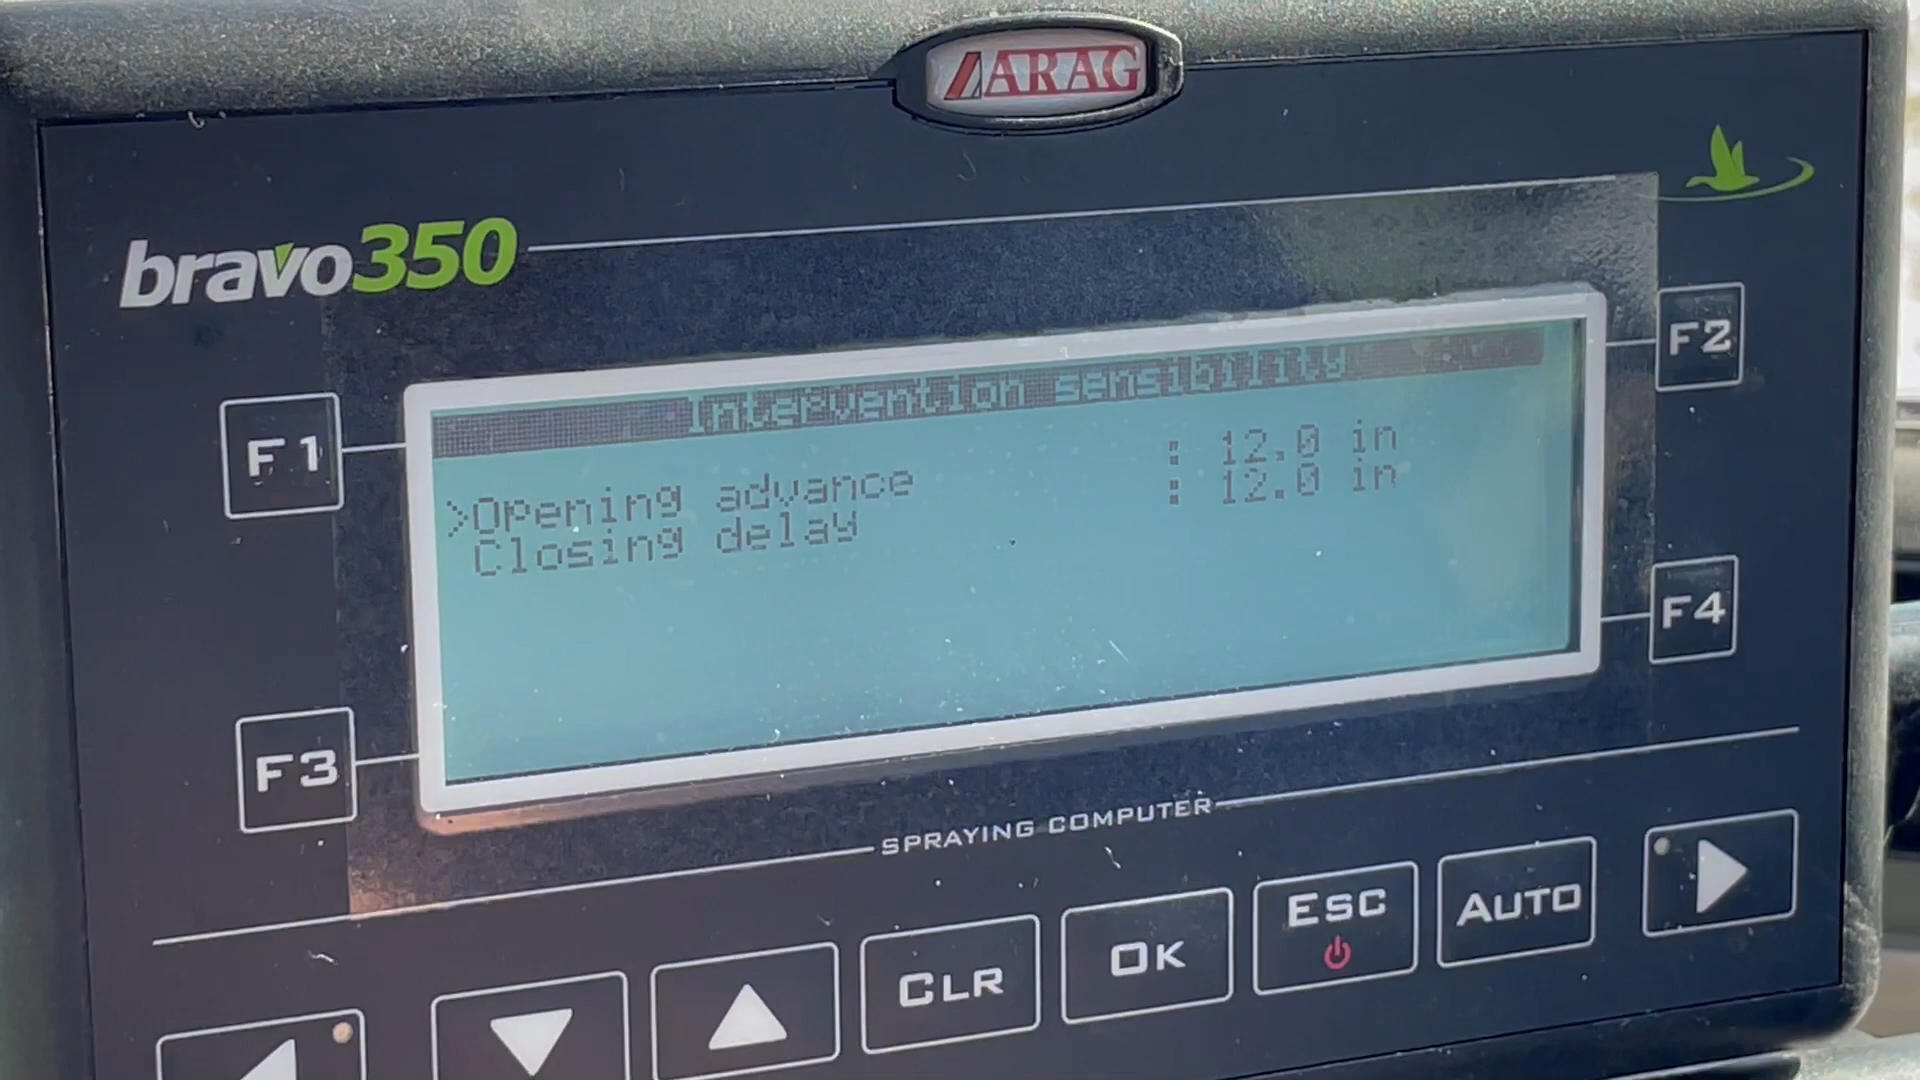 ARAG
bravo350
F1
F2
F3
F4
Intervention sensibility
>Opening advance : 12.0 in
Closing delay : 12.0 in
SPRAYING COMPUTER
CLR
OK
ESC
AUTO